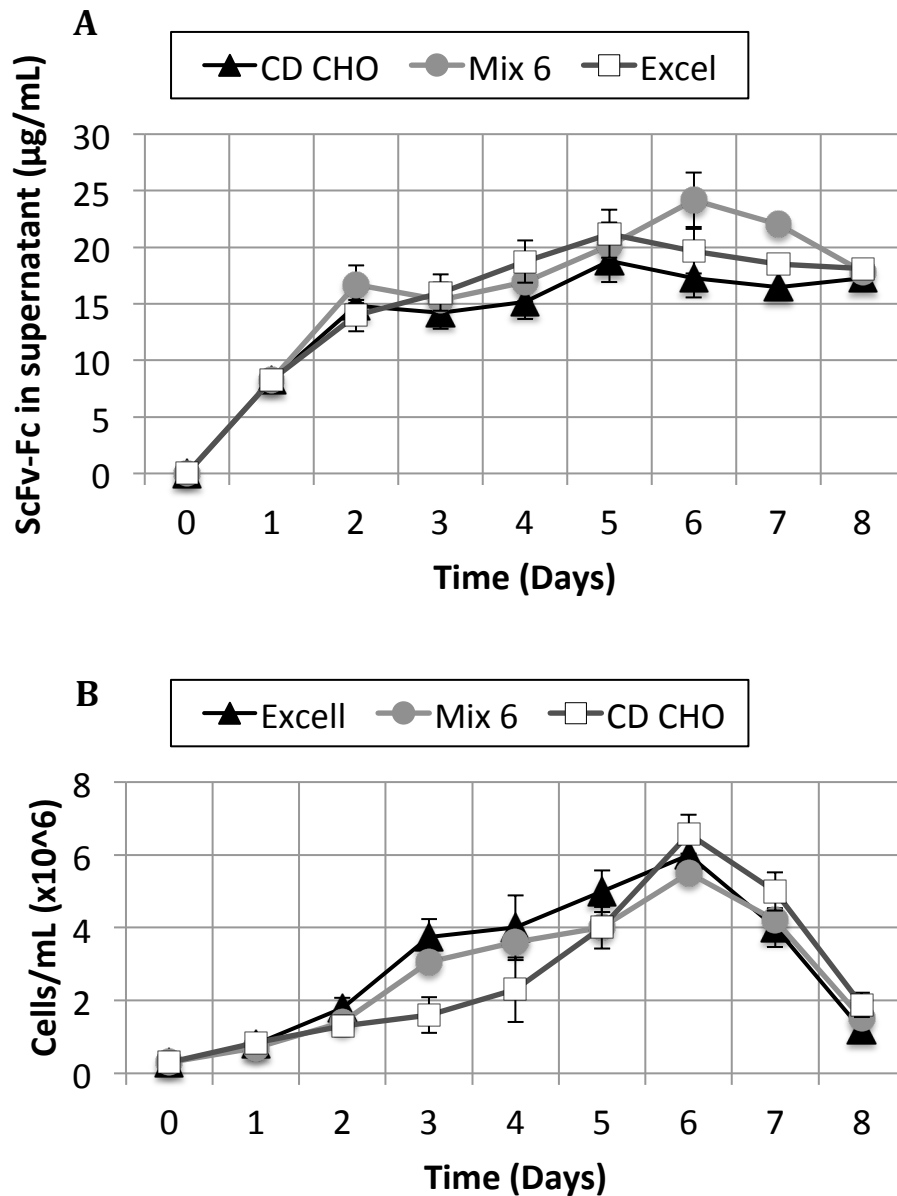 A
CD CHO Mix 6 Excel
ScFv-Fc in supernatant (µg/mL)
30
25
20
15
10
5
0
0 1 2 3 4 5 6 7 8
Time (Days)
B
Excell Mix 6 CD CHO
Cells/mL (x10^6)
8
6
4
2
0
0 1 2 3 4 5 6 7 8
Time (Days)